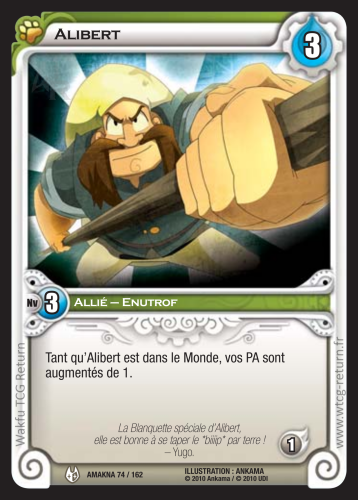 ALIBERT
3
Nv 3 ALLIÉ – ENUTROF
Tant qu'Alibert est dans le Monde, vos PA sont
augmentés de 1.
La Blanquette spéciale d'Alibert,
elle est bonne à se taper le "biiip" par terre !
– Yugo.
1
AMAKNA 74 / 162
ILLUSTRATION : ANKAMA
© 2010 Ankama / © 2010 UDI
Wakfu TCG Return
www.wtcg-return.fr